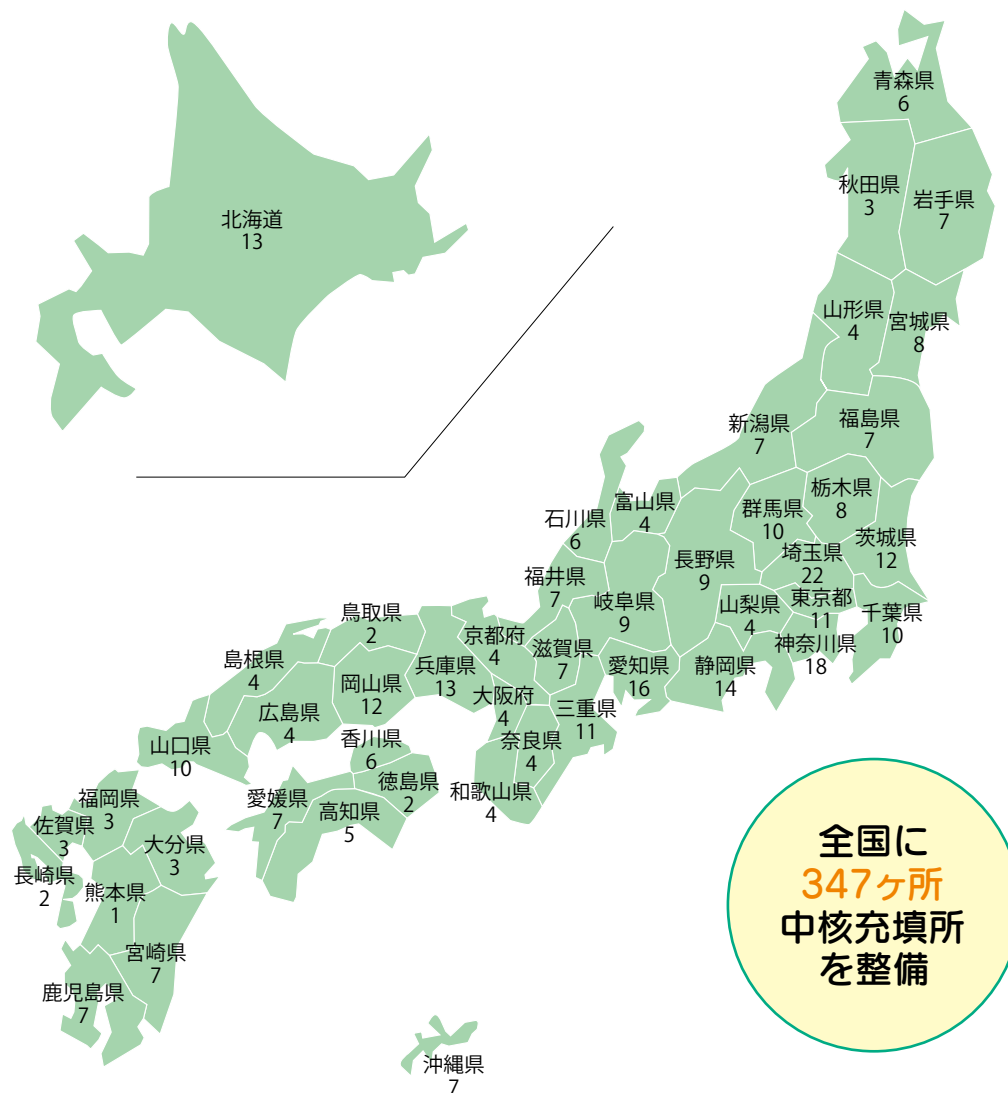 北海道
13
青森県
6
秋田県
3
岩手県
7
山形県
4
宮城県
8
新潟県
7
福島県
7
栃木県
8
群馬県
10
茨城県
12
埼玉県
22
東京都
11
千葉県
10
神奈川県
18
山梨県
4
長野県
9
富山県
4
石川県
6
福井県
7
岐阜県
9
静岡県
14
愛知県
16
滋賀県
7
三重県
11
京都府
4
大阪府
4
奈良県
4
和歌山県
4
兵庫県
13
鳥取県
2
島根県
4
岡山県
12
広島県
4
山口県
10
香川県
6
徳島県
2
愛媛県
7
高知県
5
福岡県
3
佐賀県
3
長崎県
2
大分県
3
熊本県
1
宮崎県
7
鹿児島県
7
沖縄県
7
全国に
347ヶ所
中核充填所
を整備